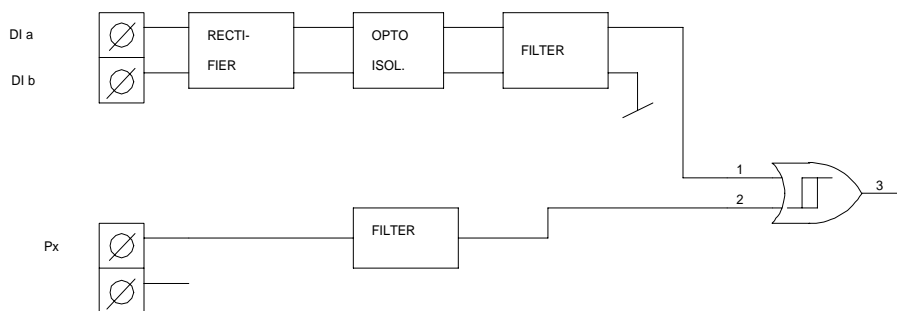 DI a
DI b
RECTI-
FIER
OPTO
ISOL.
FILTER
1
2
3
Px
FILTER